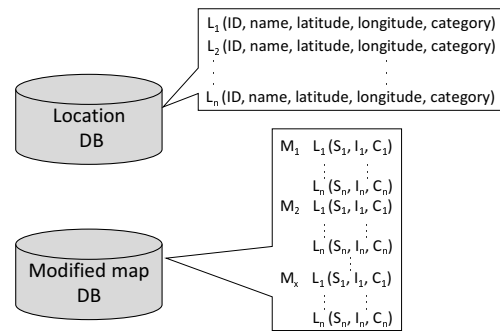 L₁ (ID, name, latitude, longitude, category)
L₂ (ID, name, latitude, longitude, category)
Lₙ (ID, name, latitude, longitude, category)
Location
DB
M₁ L₁ (S₁, I₁, C₁)
Lₙ (Sₙ, Iₙ, Cₙ)
M₂ L₁ (S₁, I₁, C₁)
Lₙ (Sₙ, Iₙ, Cₙ)
Mₓ L₁ (S₁, I₁, C₁)
Lₙ (Sₙ, Iₙ, Cₙ)
Modified map
DB